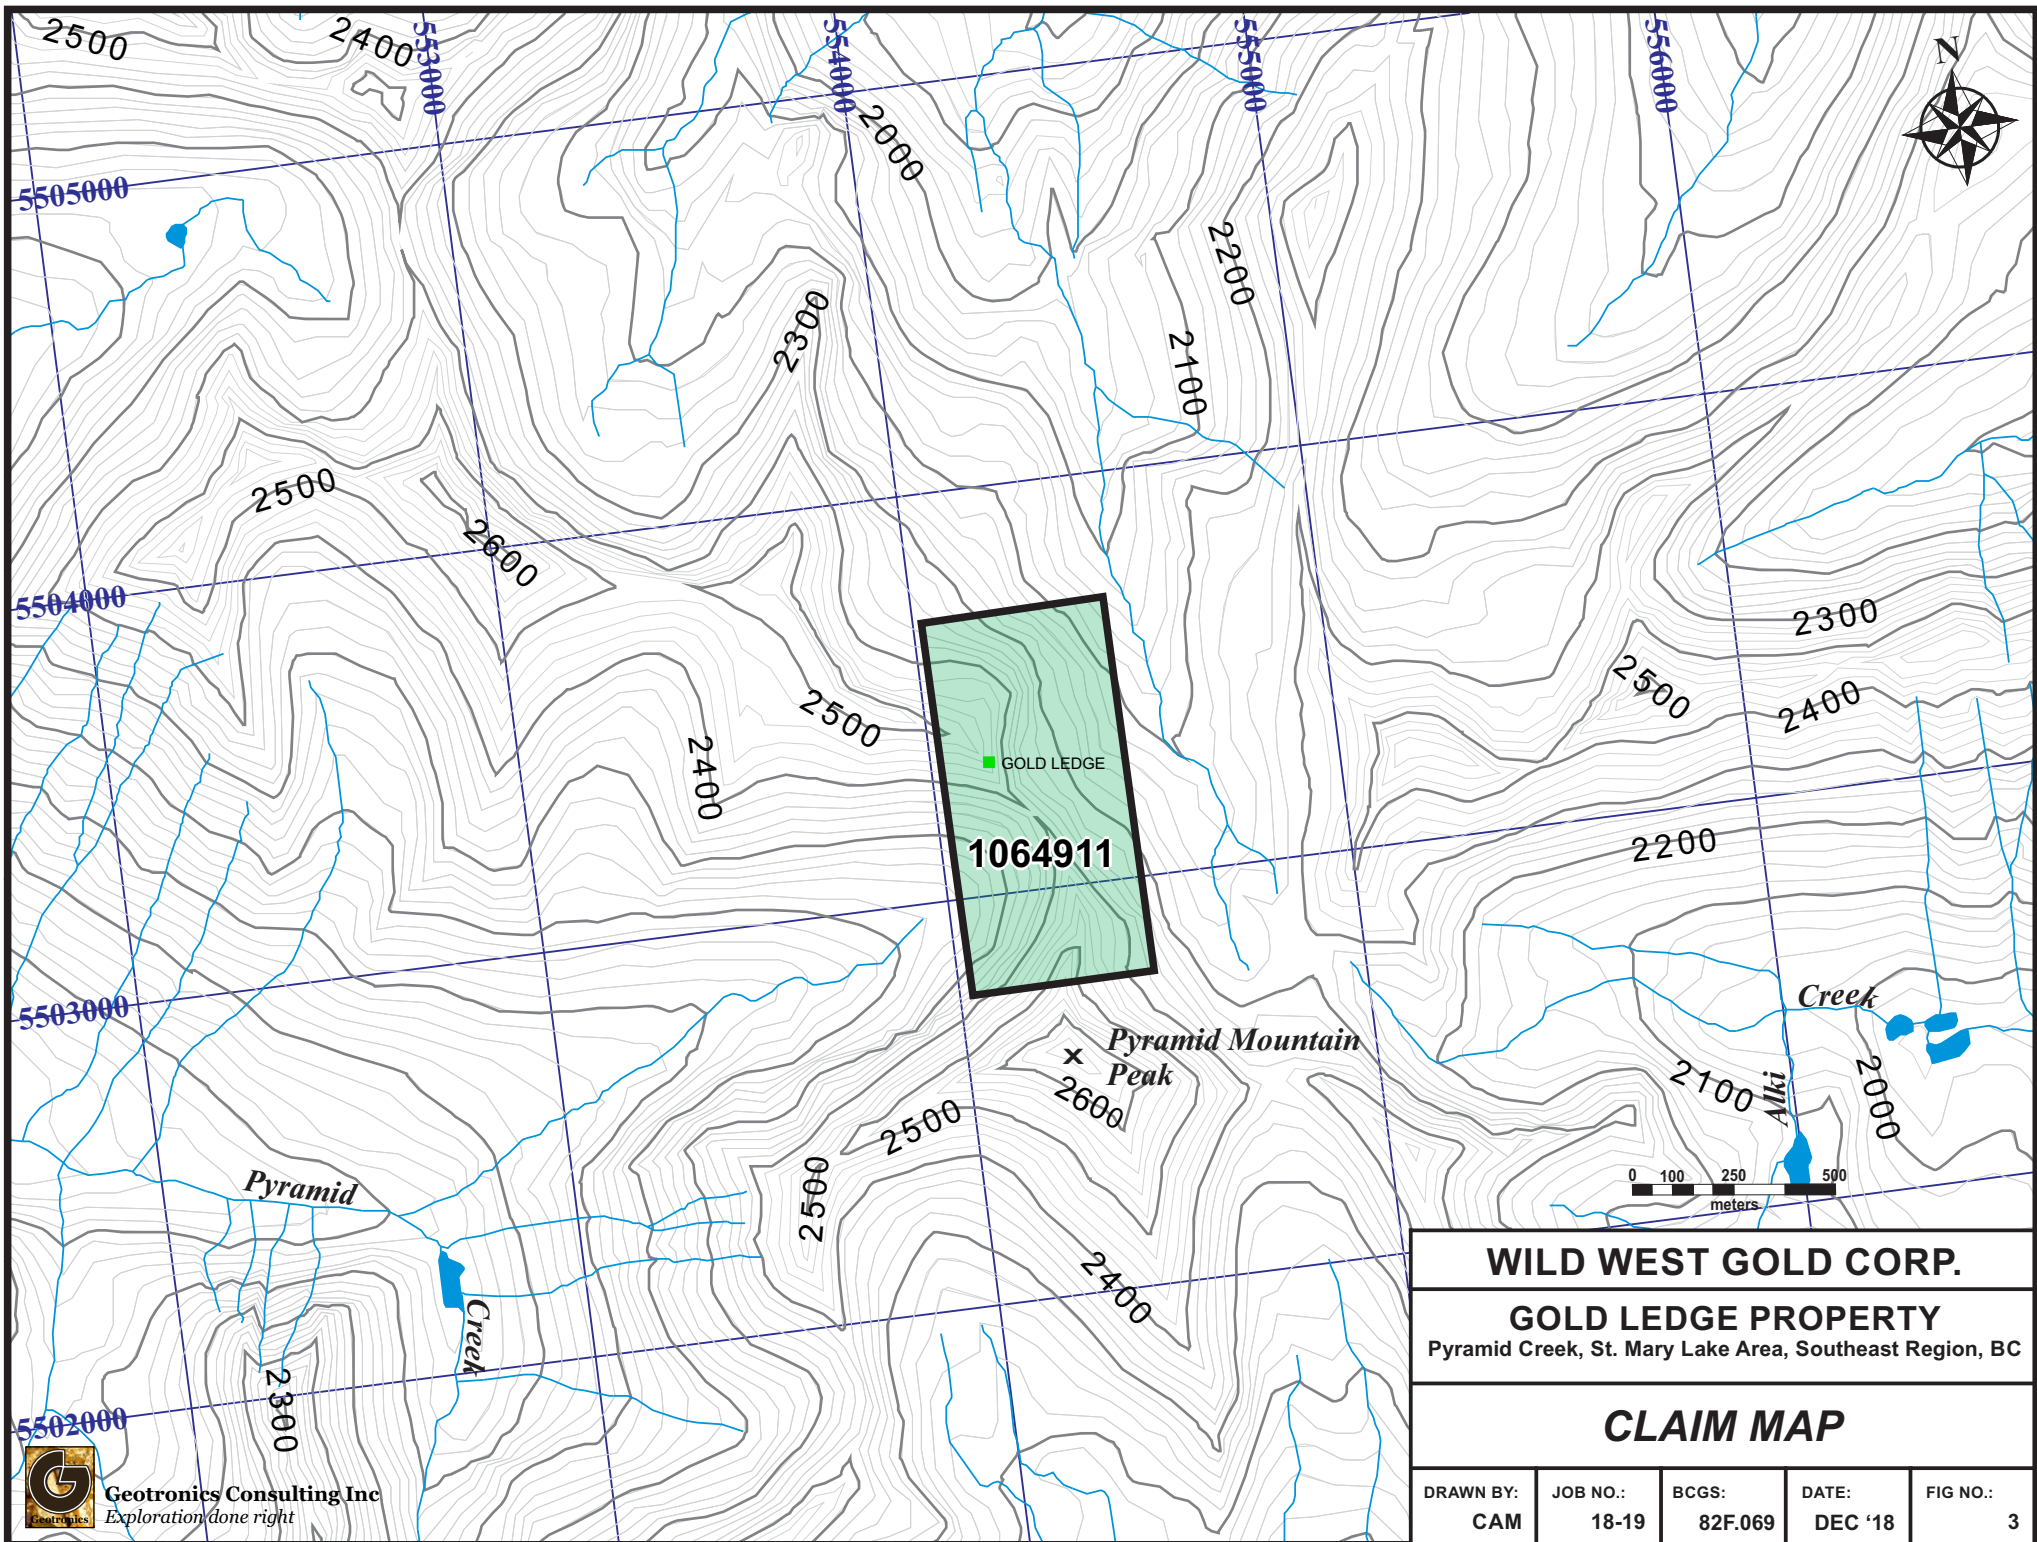 2500
2400
553000
554000
555000
556000
N
2000
5505000
2200
2300
2100
2500
2600
5504000
2300
2500
2400
2500
2400
GOLD LEDGE
2200
1064911
5503000
Creek
Pyramid Mountain
Peak
2600
2100
Alki
2000
2500
2500
Pyramid
0 100 250 500
meters
2400
Creek
2300
5502000
WILD WEST GOLD CORP.
GOLD LEDGE PROPERTY
Pyramid Creek, St. Mary Lake Area, Southeast Region, BC
CLAIM MAP
DRAWN BY: JOB NO.: BCGS: DATE: FIG NO.:
CAM 18-19 82F.069 DEC ‘18 3
Geotronics
Geotronics Consulting Inc
Exploration done right